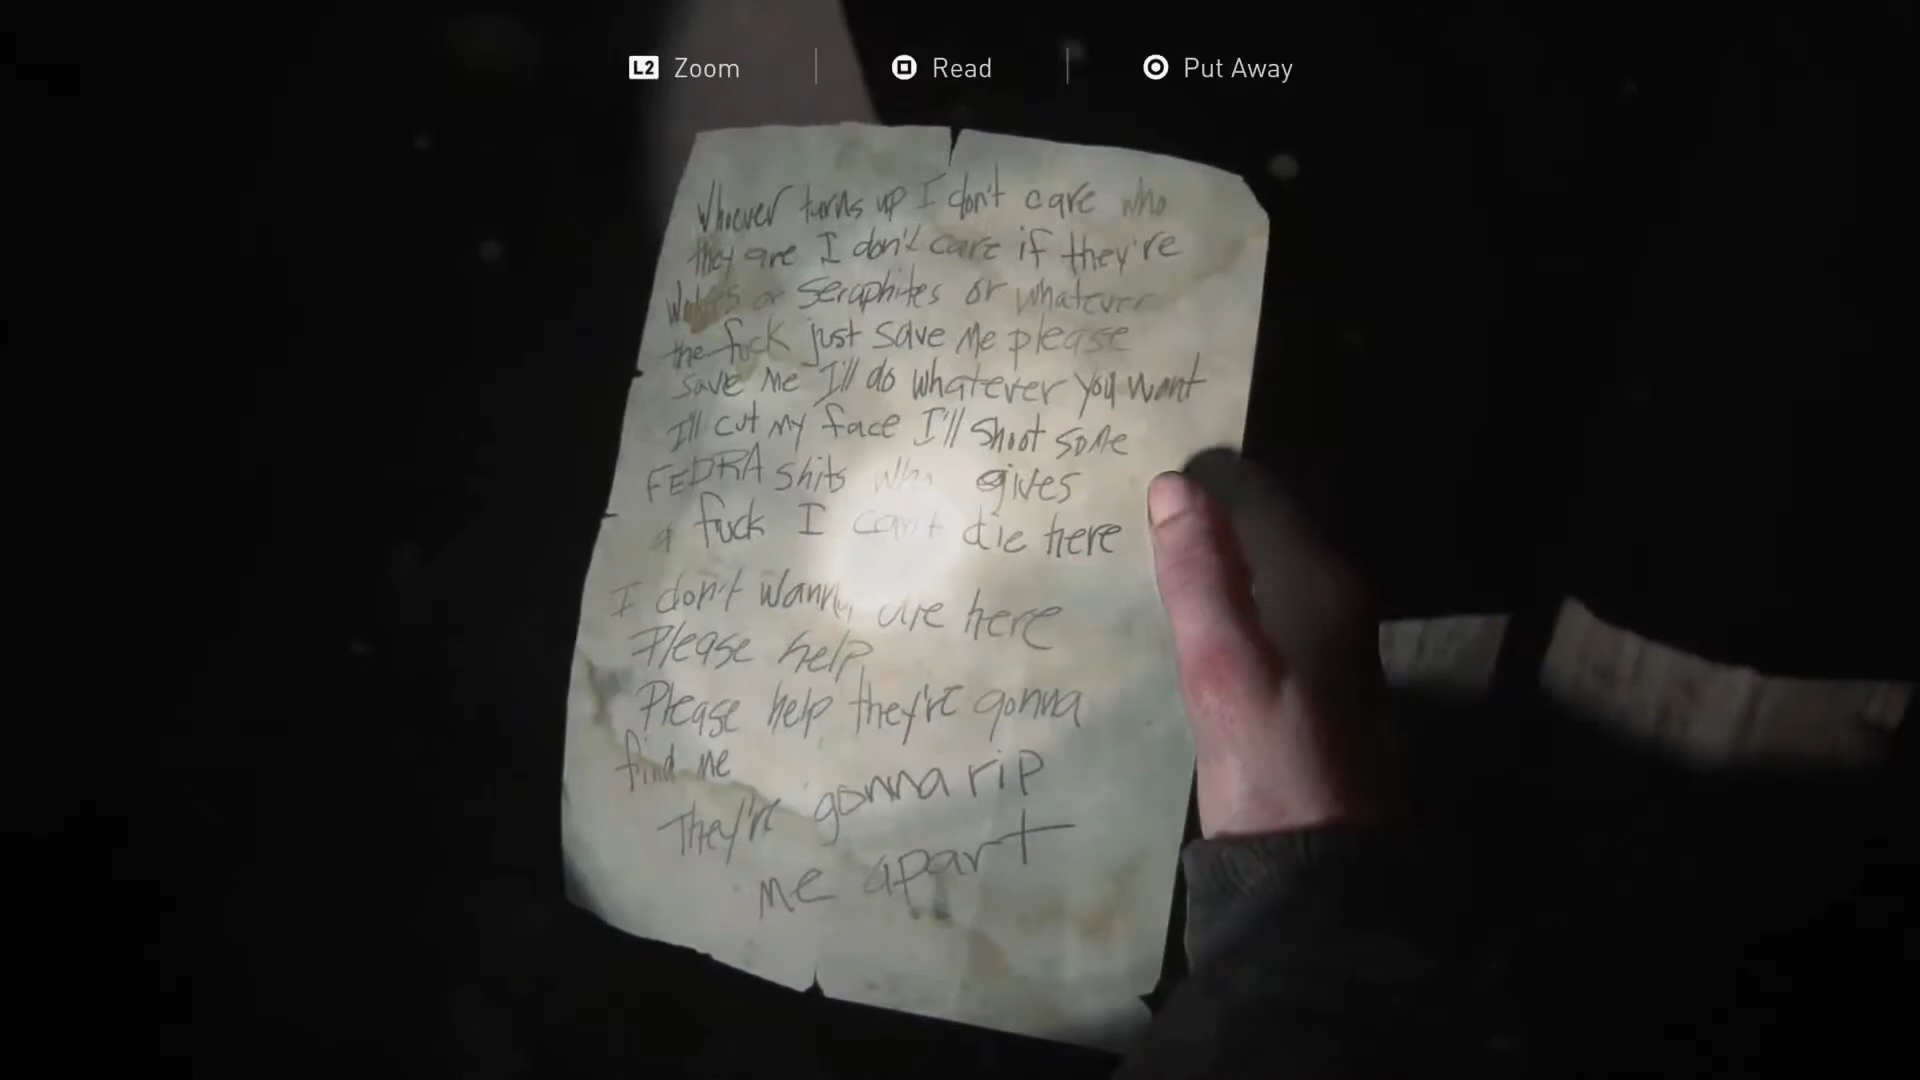 L2 Zoom Read Put Away
Whoever turns up I don't care who
they are I don't care if they're
Wolves or Seraphites or whatever
the fuck just save me please
save me I'll do whatever you want
I'll cut my face I'll shoot some
FEDRA shits who gives
a fuck I can't die here
I don't wanna die here
Please help
Please help they're gonna
find me
They're gonna rip
me apart